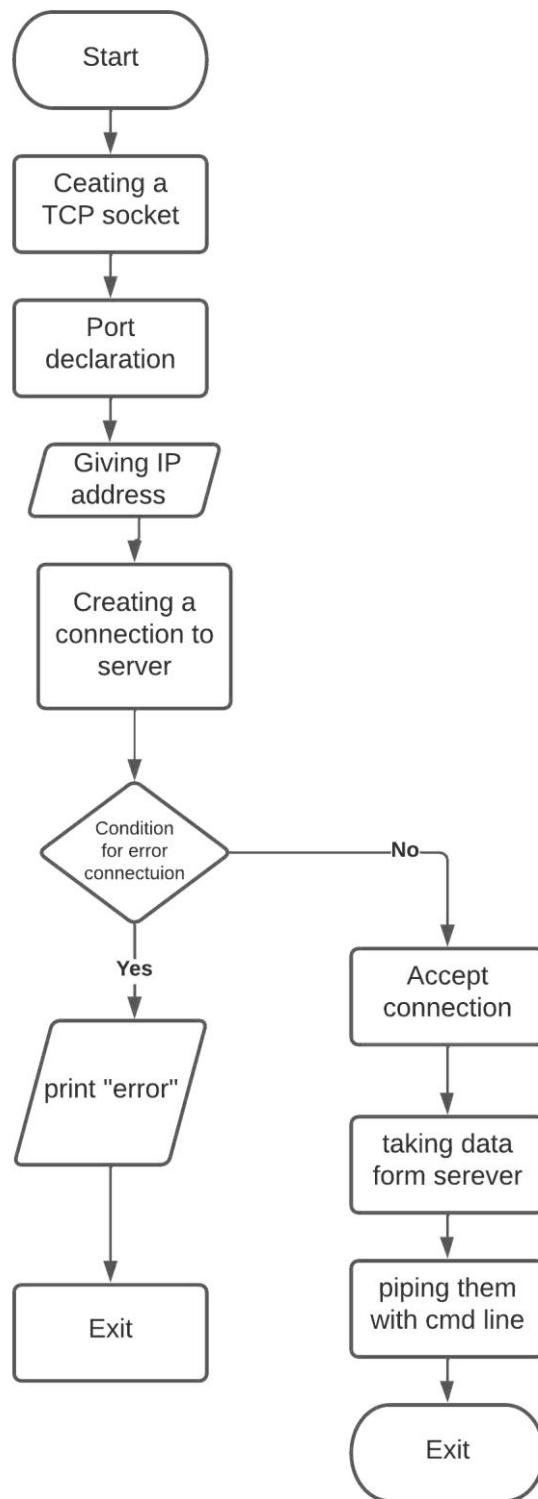 Start
Ceating a
TCP socket
Port
declaration
Giving IP
address
Creating a
connection to
server
Condition
for error
connectuion
No
Yes
Accept
connection
print "error"
taking data
form serever
piping them
with cmd line
Exit
Exit